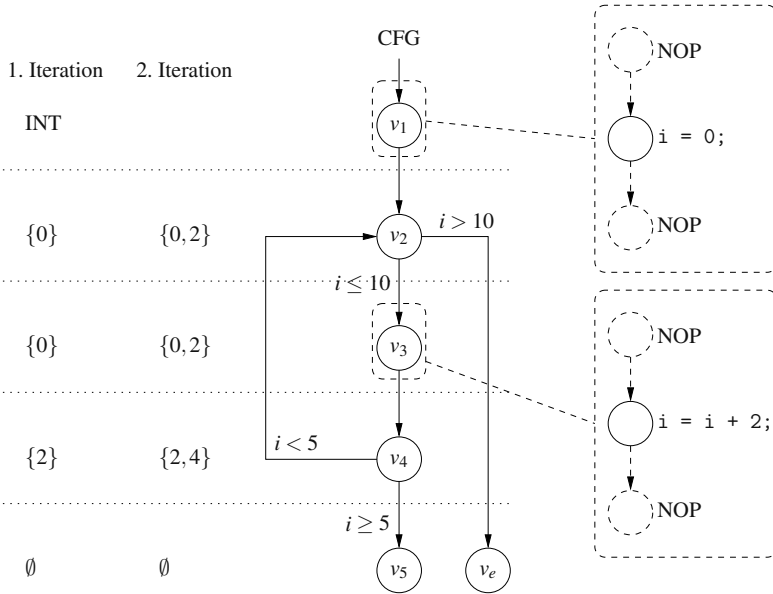 CFG
1. Iteration 2. Iteration
INT
v₁
NOP
i = 0;
NOP
{0} {0,2}
v₂
i > 10
i ≤ 10
{0} {0,2}
v₃
NOP
i = i + 2;
NOP
{2} {2,4}
i < 5
v₄
i ≥ 5
∅ ∅
v₅
vₑ